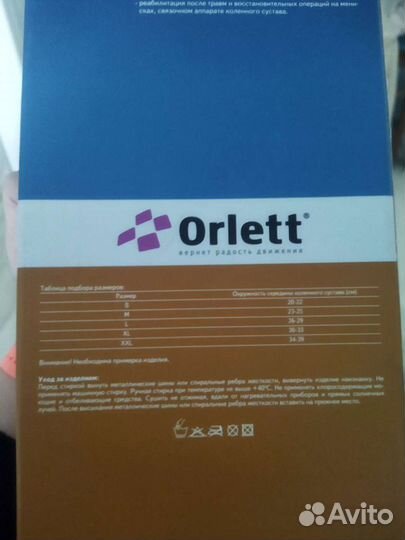 - реабилитация после травм и восстановительных операций на мени-
сках, связочном аппарате коленного сустава.
Orlett®
вернет радость движения
Таблица подбора размеров
Размер Окружность середины коленного сустава (см)
S 20-22
M 23-25
L 26-29
XL 30-33
XXL 34-39
Внимание! Необходима примерка изделия.
Уход за изделием:
Перед стиркой вынуть металлические шины или спиральные ребра жесткости, вывернуть изделие наизнанку. Не
применять машинную стирку. Ручная стирка при температуре не выше +40°С. Не применять хлорсодержащие мо-
ющие и отбеливающие средства. Сушить не отжимая, вдали от нагревательных приборов и прямых солнечных
лучей. После высыхания металлические шины или спиральные ребра жесткости вставить на прежнее место.
Avito